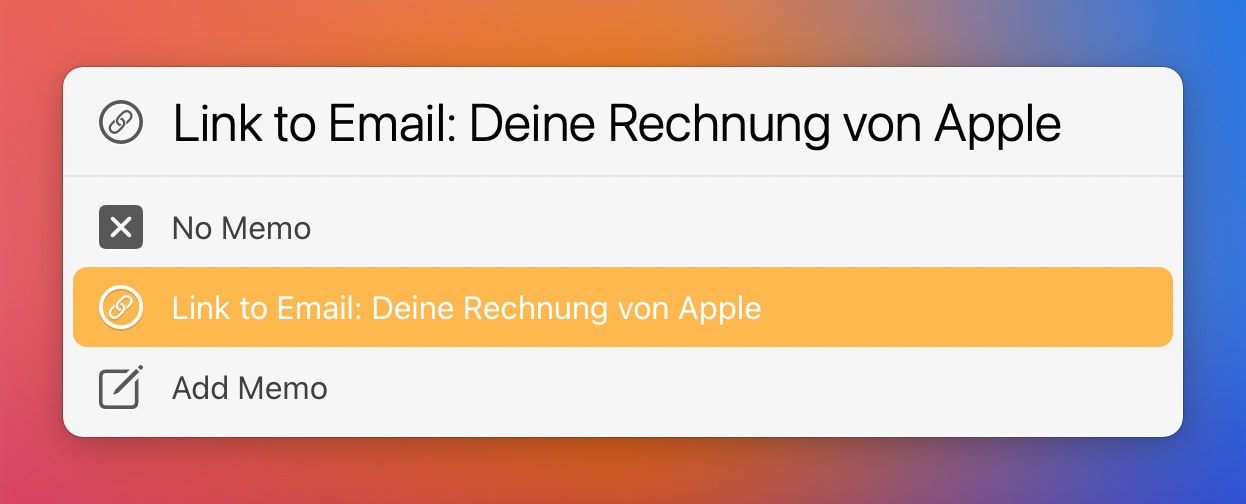 Link to Email: Deine Rechnung von Apple
No Memo
Link to Email: Deine Rechnung von Apple
Add Memo